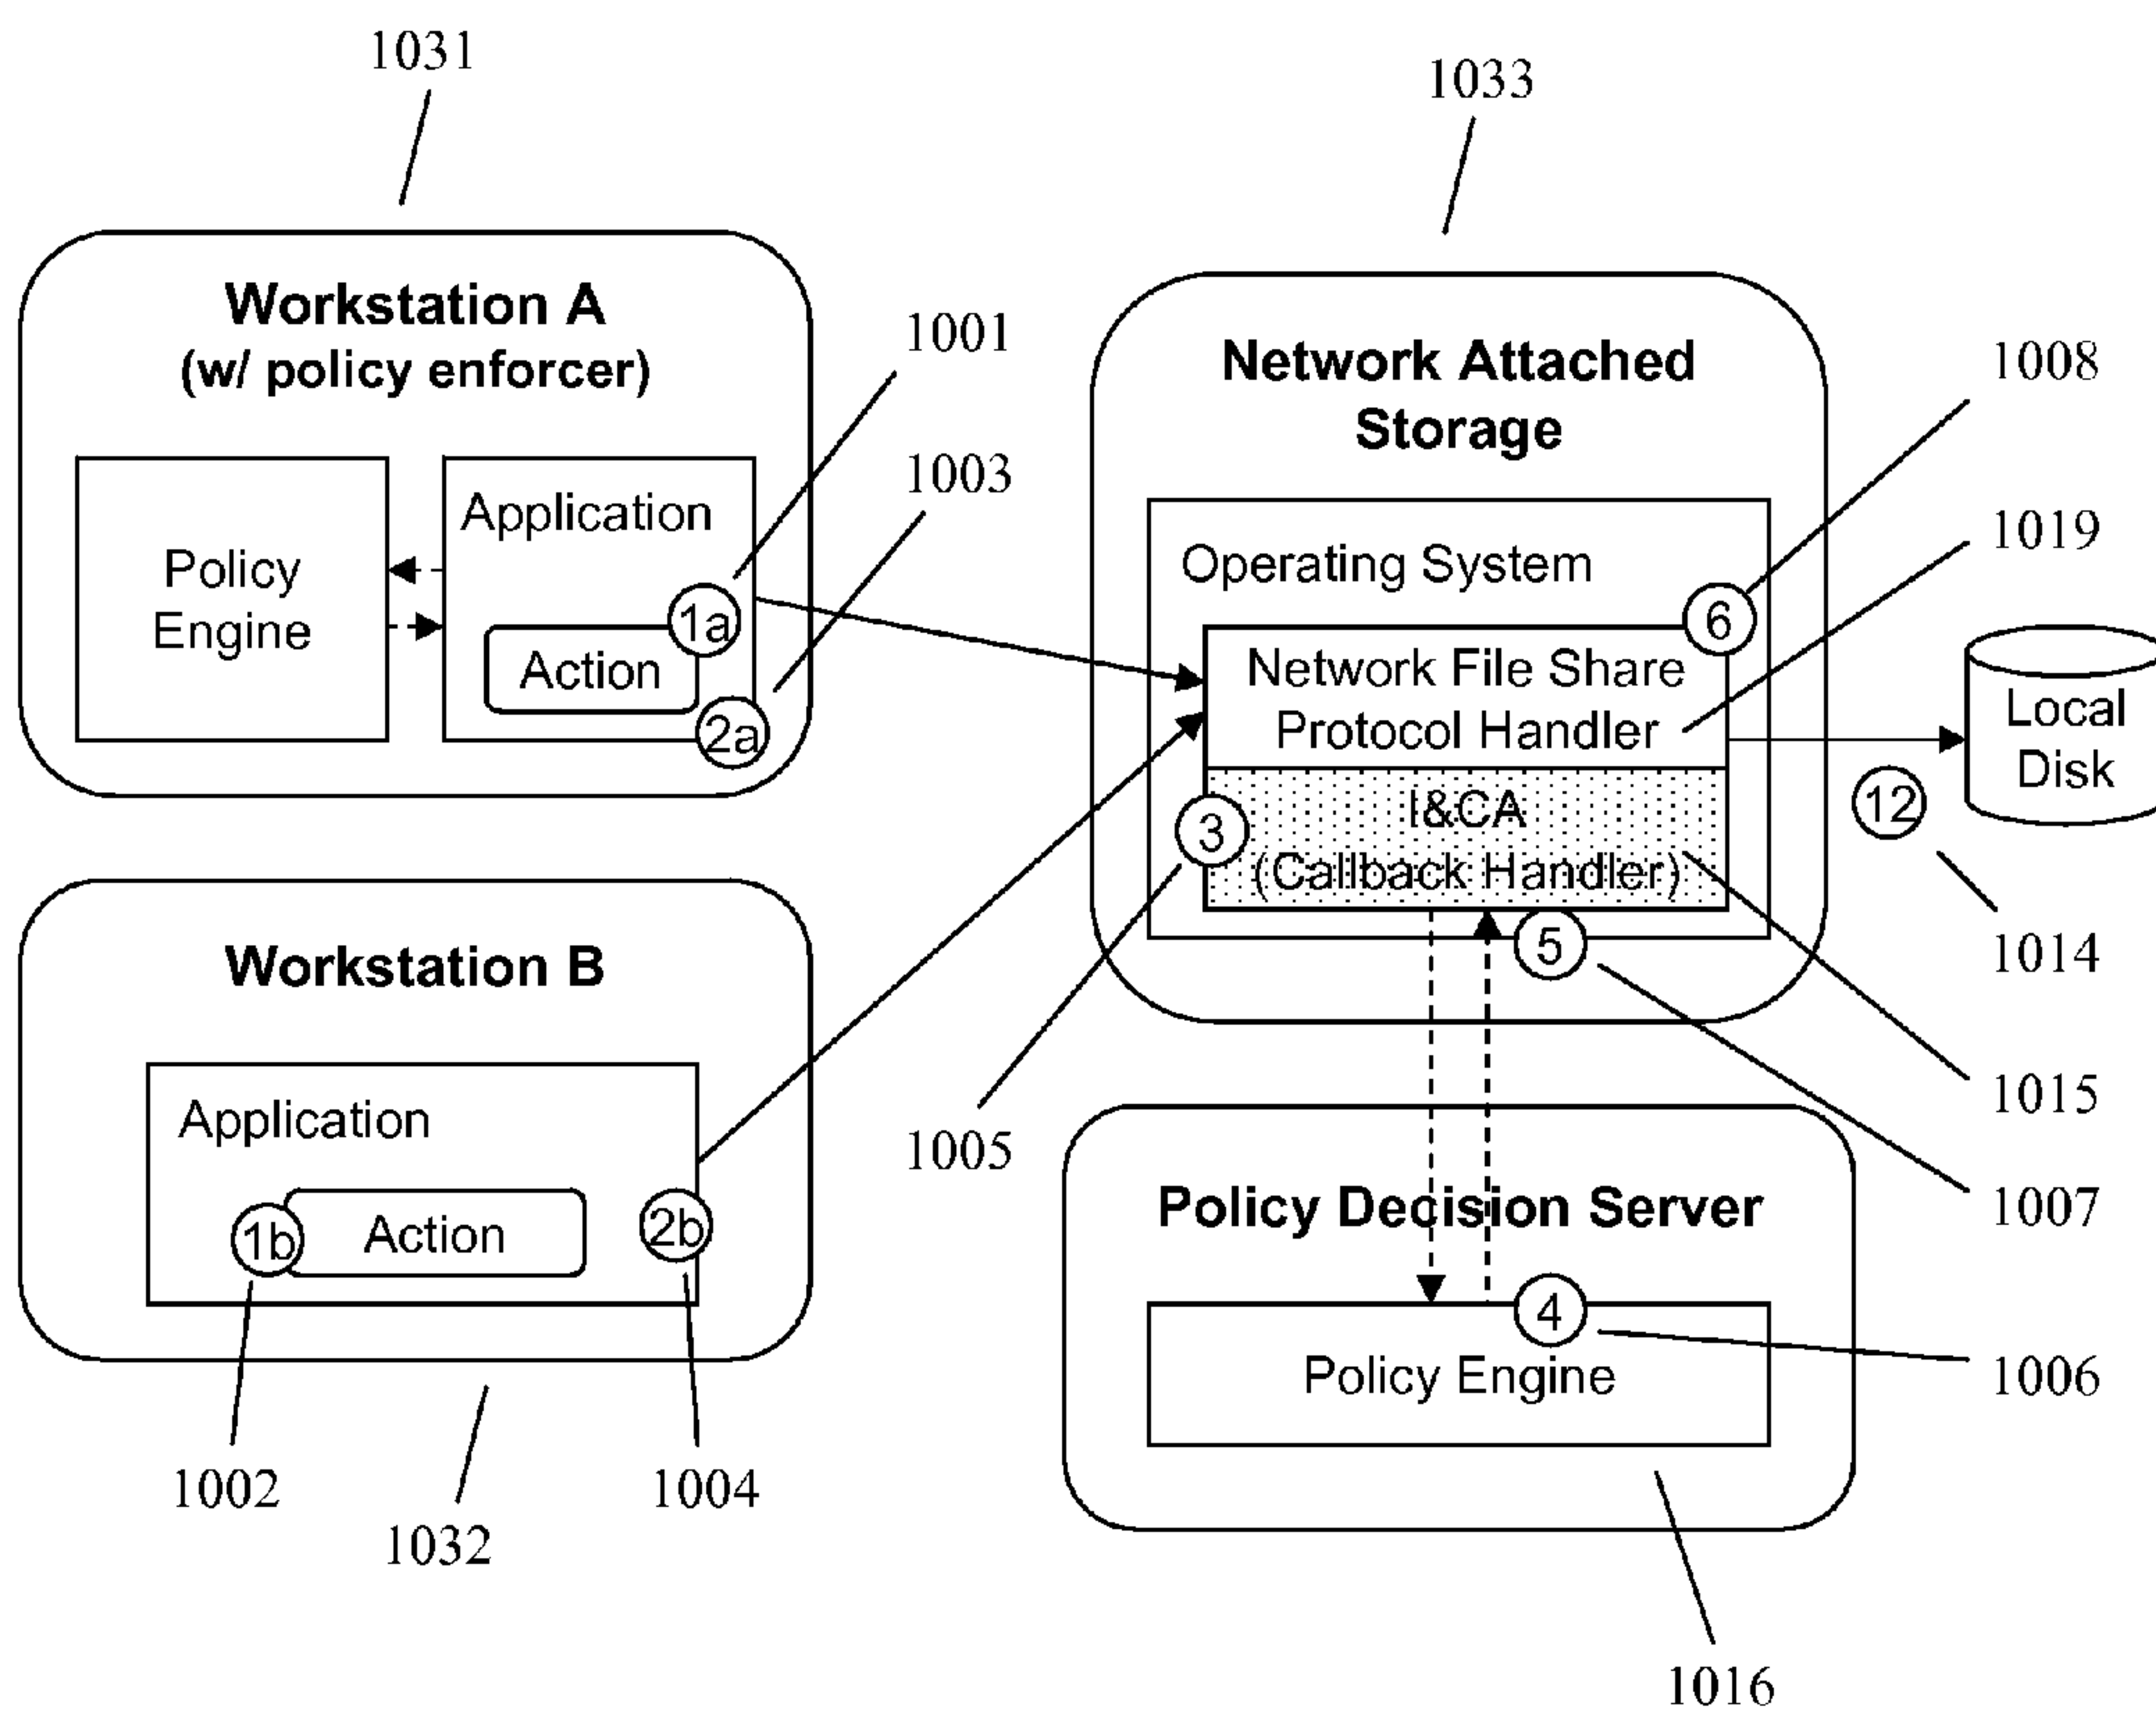 1031
Workstation A
(w/ policy enforcer)
Policy
Engine
Application
1a
Action
2a
1001
1003
1033
Network Attached
Storage
Operating System
6
Network File Share
Protocol Handler
I&CA
(Callback Handler)
3
5
1008
1019
Local
Disk
12
1014
1015
1007
1005
Workstation B
Application
1b
Action
2b
1002
1004
1032
Policy Decision Server
4
Policy Engine
1006
1016